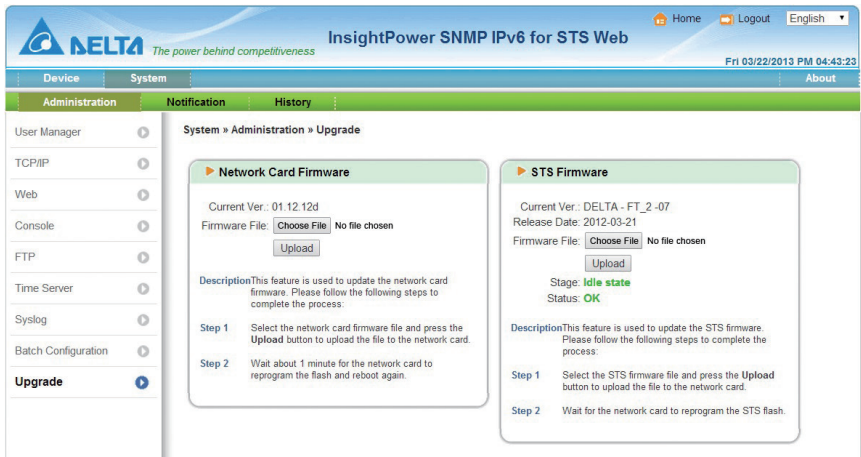 Home Logout English
DELTA The power behind competitiveness
InsightPower SNMP IPv6 for STS Web
Fri 03/22/2013 PM 04:43:23
Device System About
Administration Notification History
User Manager
TCP/IP
Web
Console
FTP
Time Server
Syslog
Batch Configuration
Upgrade
System » Administration » Upgrade
Network Card Firmware
Current Ver.: 01.12.12d
Firmware File: Choose File No file chosen
Upload
Description This feature is used to update the network card
firmware. Please follow the following steps to
complete the process:
Step 1 Select the network card firmware file and press the
Upload button to upload the file to the network card.
Step 2 Wait about 1 minute for the network card to
reprogram the flash and reboot again.
STS Firmware
Current Ver.: DELTA - FT_2 -07
Release Date: 2012-03-21
Firmware File: Choose File No file chosen
Upload
Stage: Idle state
Status: OK
Description This feature is used to update the STS firmware.
Please follow the following steps to complete the
process:
Step 1 Select the STS firmware file and press the Upload
button to upload the file to the network card.
Step 2 Wait for the network card to reprogram the STS flash.